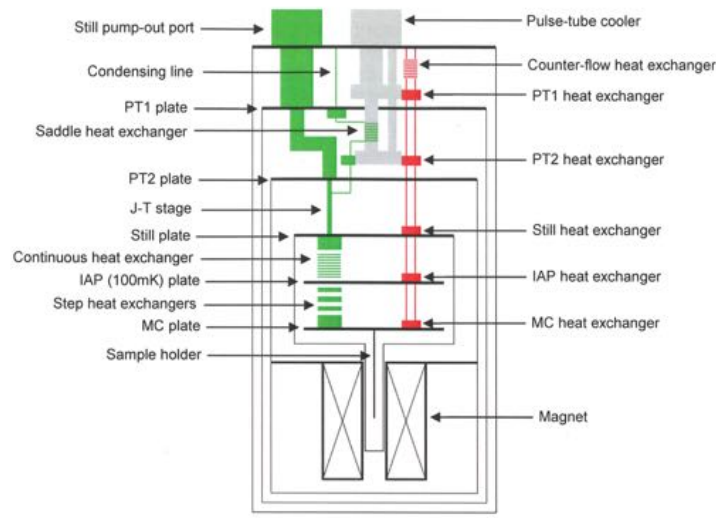 Still pump-out port
Condensing line
PT1 plate
Saddle heat exchanger
PT2 plate
J-T stage
Still plate
Continuous heat exchanger
IAP (100mK) plate
Step heat exchangers
MC plate
Sample holder
Pulse-tube cooler
Counter-flow heat exchanger
PT1 heat exchanger
PT2 heat exchanger
Still heat exchanger
IAP heat exchanger
MC heat exchanger
Magnet